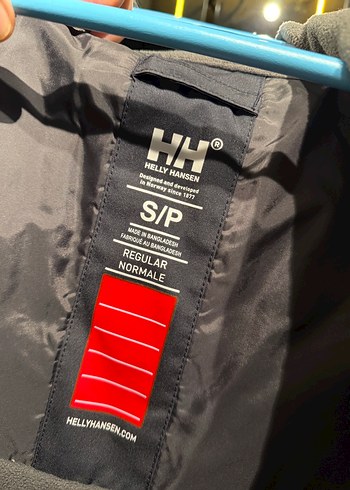 HH®
HELLY HANSEN
Designed and developed
in Norway since 1877
S/P
MADE IN BANGLADESH
FABRIQUÉ AU BANGLADESH
REGULAR
NORMALE
HELLYHANSEN.COM